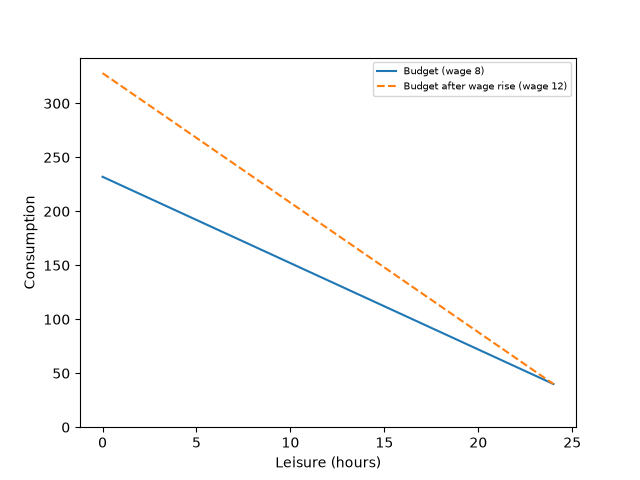 Budget (wage 8)
Budget after wage rise (wage 12)
300
250
200
150
100
50
0
Consumption
0 5 10 15 20 25
Leisure (hours)